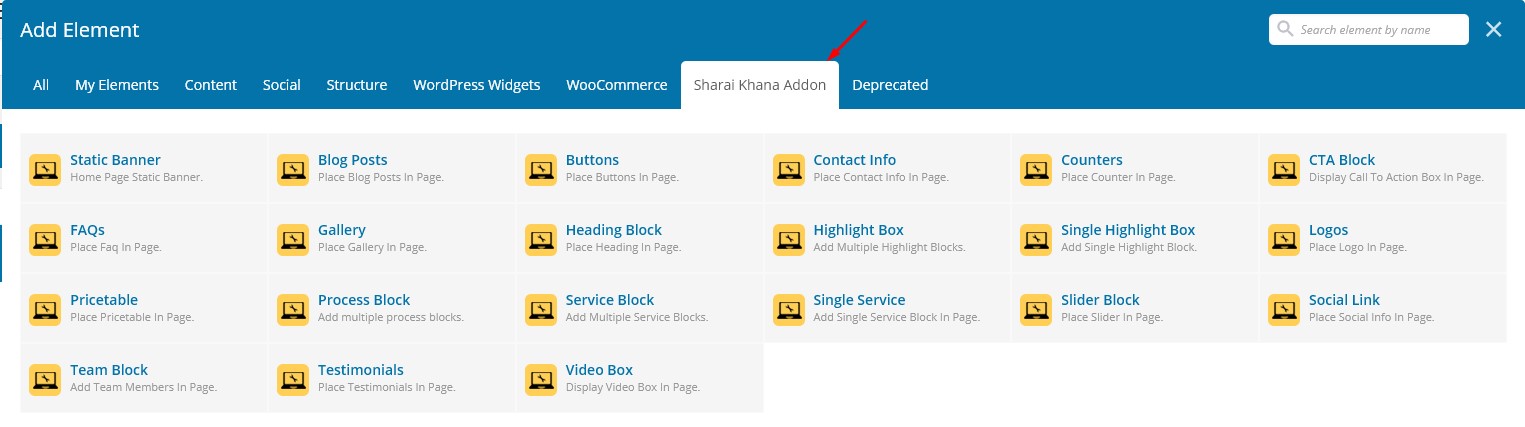 Add Element
Search element by name
All My Elements Content Social Structure WordPress Widgets WooCommerce Sharai Khana Addon Deprecated
Static Banner Blog Posts Buttons Contact Info Counters CTA Block
Home Page Static Banner. Place Blog Posts In Page. Place Buttons In Page. Place Contact Info In Page. Place Counter In Page. Display Call To Action Box In Page.
FAQs Gallery Heading Block Highlight Box Single Highlight Box Logos
Place Faq In Page. Place Gallery In Page. Place Heading In Page. Add Multiple Highlight Blocks. Add Single Highlight Block. Place Logo In Page.
Pricetable Process Block Service Block Single Service Slider Block Social Link
Place Pricetable In Page. Add multiple process blocks. Add Multiple Service Blocks. Add Single Service Block In Page. Place Slider In Page. Place Social Info In Page.
Team Block Testimonials Video Box
Add Team Members In Page. Place Testimonials In Page. Display Video Box In Page.